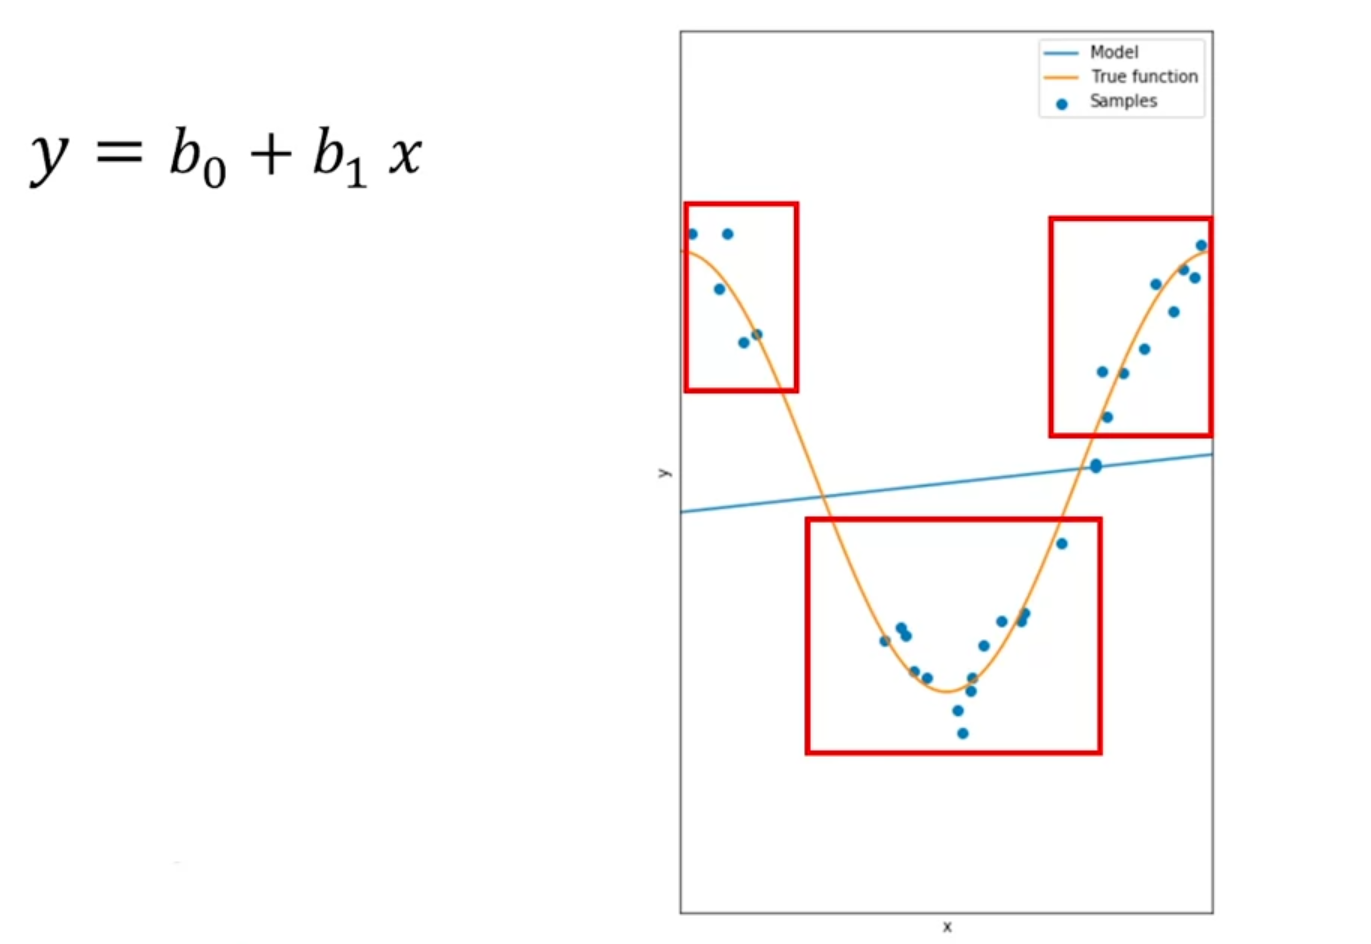 y = b₀ + b₁ x
Model
True function
Samples
y
x